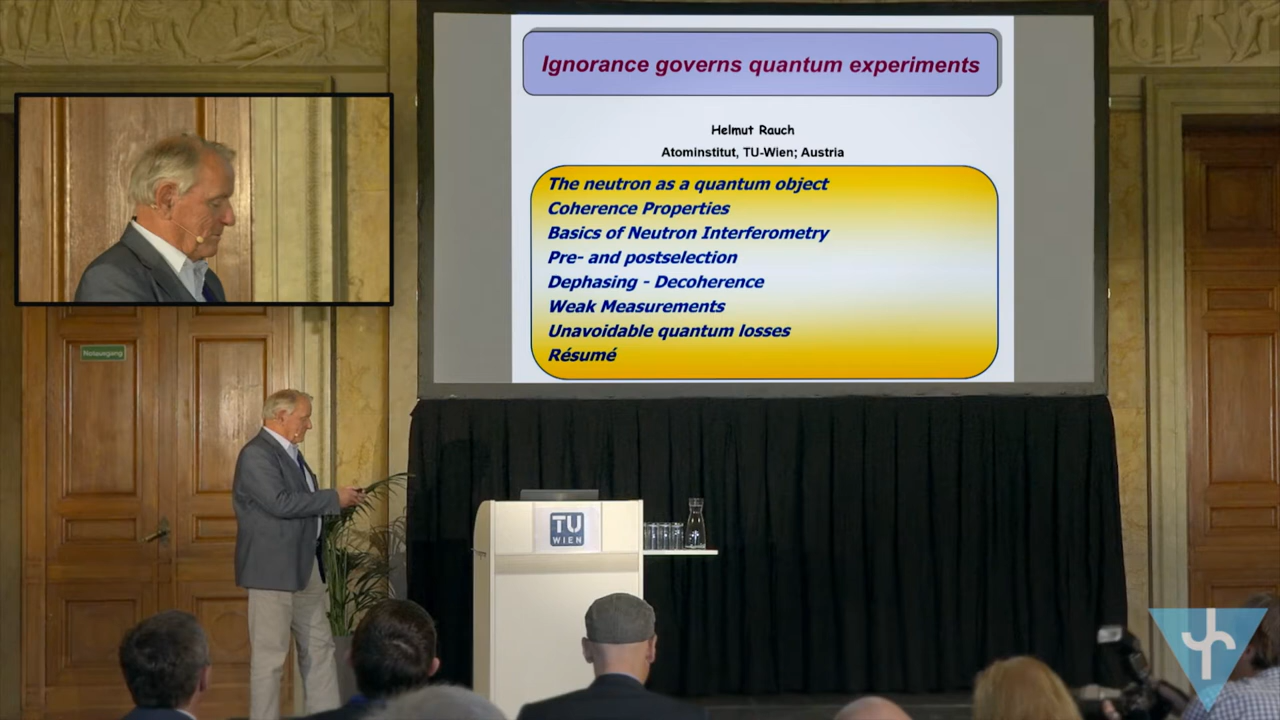 Ignorance governs quantum experiments
Helmut Rauch
Atominstitut, TU-Wien; Austria
The neutron as a quantum object
Coherence Properties
Basics of Neutron Interferometry
Pre- and postselection
Dephasing - Decoherence
Weak Measurements
Unavoidable quantum losses
Résumé
Notausgang
TU
WIEN